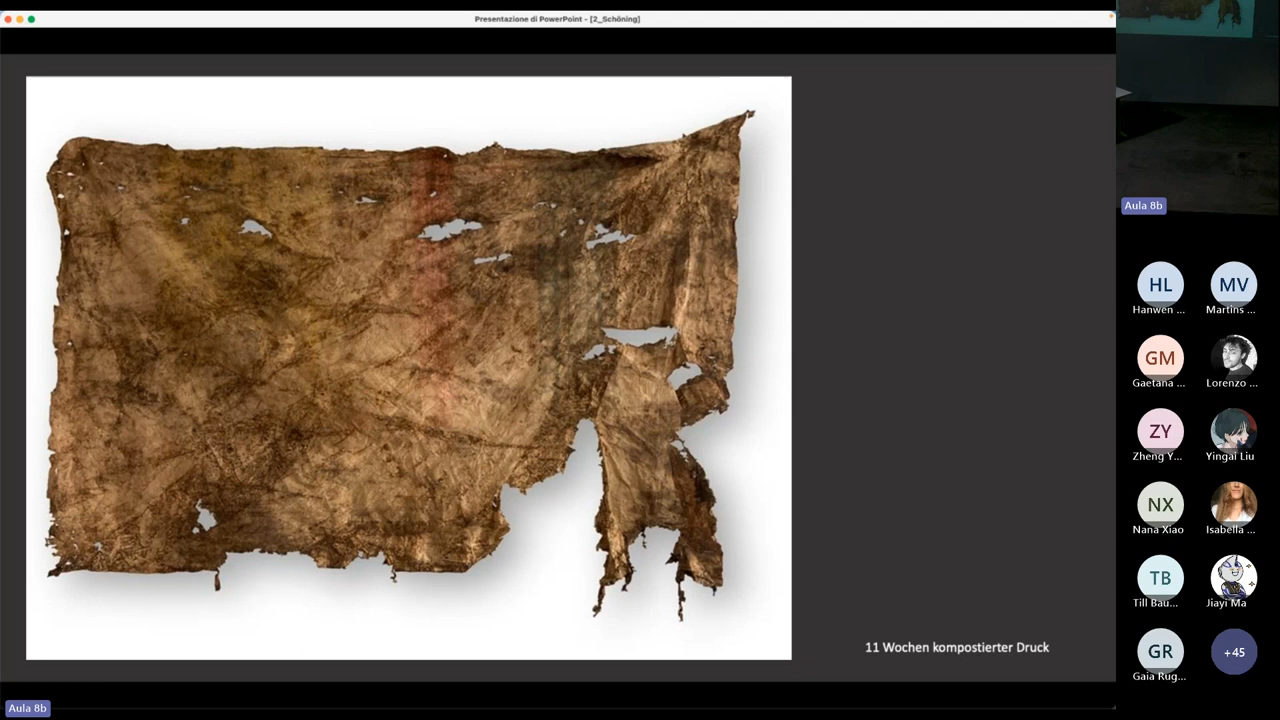 Presentazione di PowerPoint - [2_Schöning]
11 Wochen kompostierter Druck
Aula 8b
Aula 8b
HL
Hanwen ...
MV
Martins ...
GM
Gaetana ...
Lorenzo ...
ZY
Zheng Y...
Yingai Liu
NX
Nana Xiao
Isabella ...
TB
Till Bau...
Jiayi Ma
GR
Gaia Rug...
+45